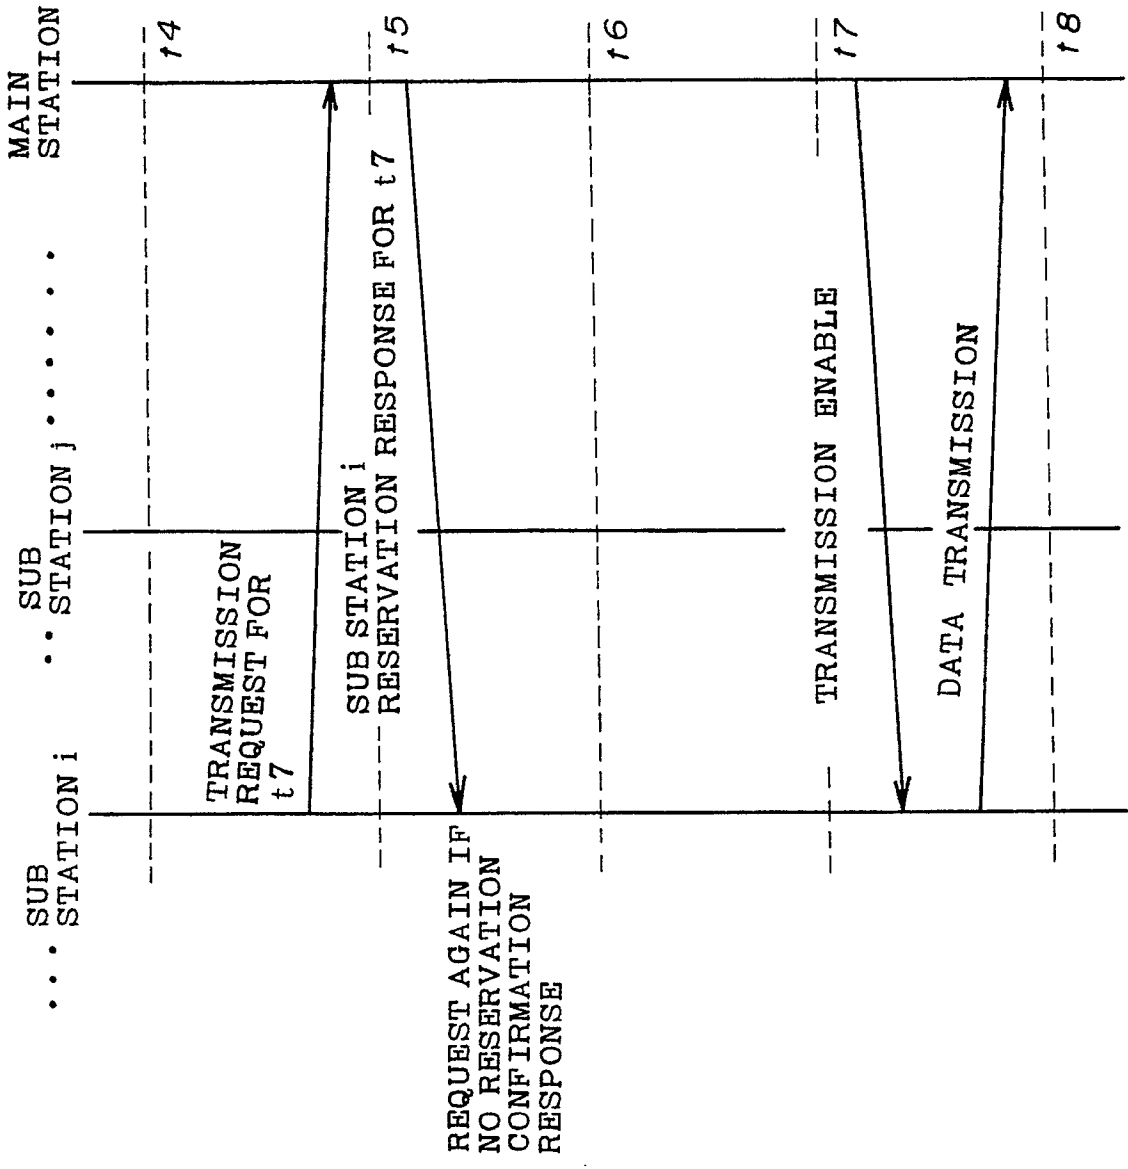 ... SUB
STATION i
.. SUB
STATION j ......
MAIN
STATION
t4
TRANSMISSION
REQUEST FOR
t7
SUB STATION i
RESERVATION RESPONSE FOR t7
t5
REQUEST AGAIN IF
NO RESERVATION
CONFIRMATION
RESPONSE
t6
TRANSMISSION ENABLE
t7
DATA TRANSMISSION
t8